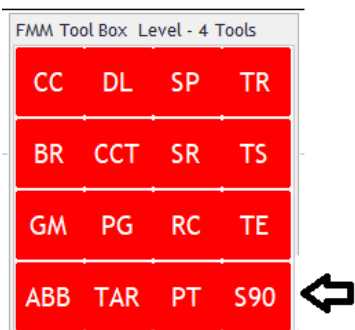 FMM Tool Box Level - 4 Tools
CC DL SP TR
BR CCT SR TS
GM PG RC TE
ABB TAR PT S90